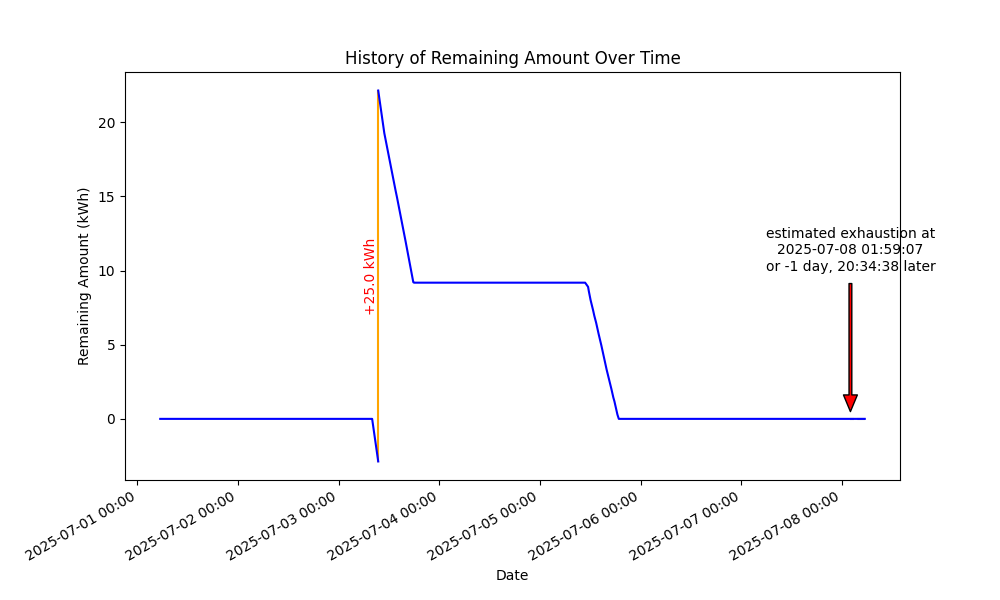 History of Remaining Amount Over Time
Remaining Amount (kWh)
20
15
10
5
0
+25.0 kWh
estimated exhaustion at
2025-07-08 01:59:07
or -1 day, 20:34:38 later
2025-07-01 00:00
2025-07-02 00:00
2025-07-03 00:00
2025-07-04 00:00
2025-07-05 00:00
2025-07-06 00:00
2025-07-07 00:00
2025-07-08 00:00
Date